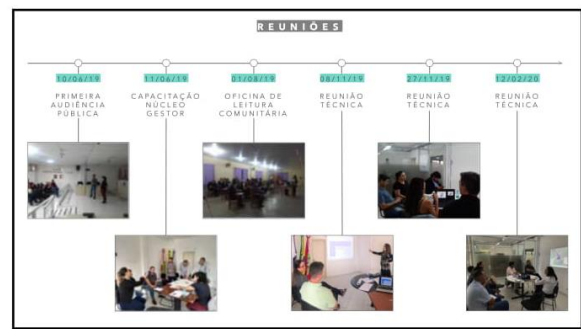 REUNIÕES
10/06/19
PRIMEIRA
AUDIÊNCIA
PÚBLICA
11/06/19
CAPACITAÇÃO
NÚCLEO
GESTOR
01/08/19
OFICINA DE
LEITURA
COMUNITÁRIA
08/11/19
REUNIÃO
TÉCNICA
27/11/19
REUNIÃO
TÉCNICA
12/02/20
REUNIÃO
TÉCNICA